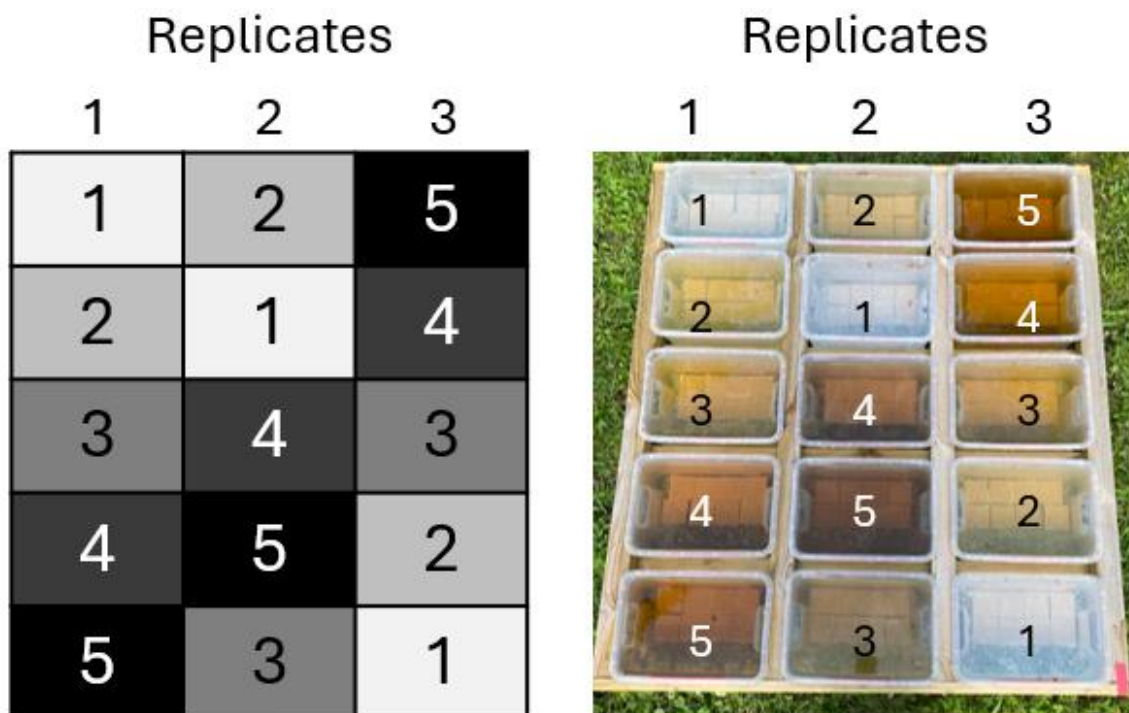 Replicates Replicates
1 2 3 1 2 3
1 2 5 1 2 5
2 1 4 2 1 4
3 4 3 3 4 3
4 5 2 4 5 2
5 3 1 5 3 1